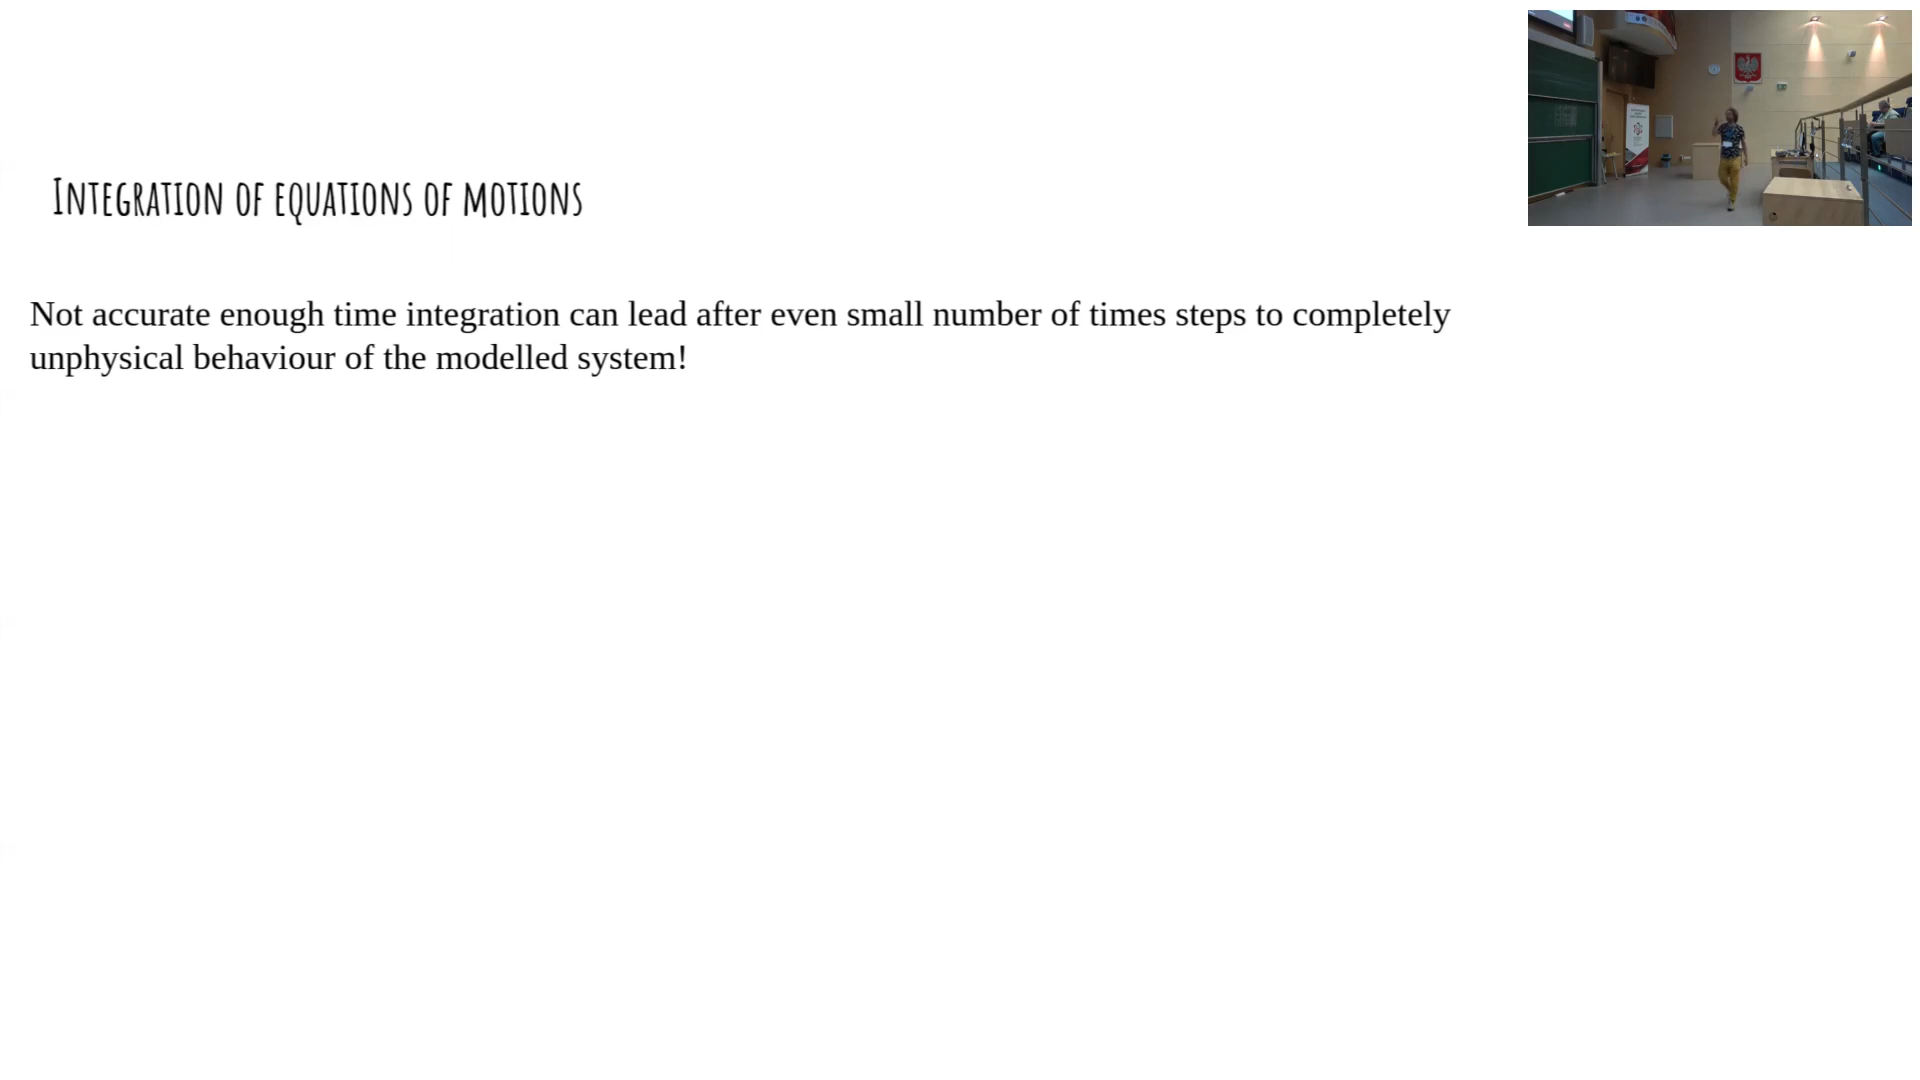 Integration of equations of motions
Not accurate enough time integration can lead after even small number of times steps to completely
unphysical behaviour of the modelled system!